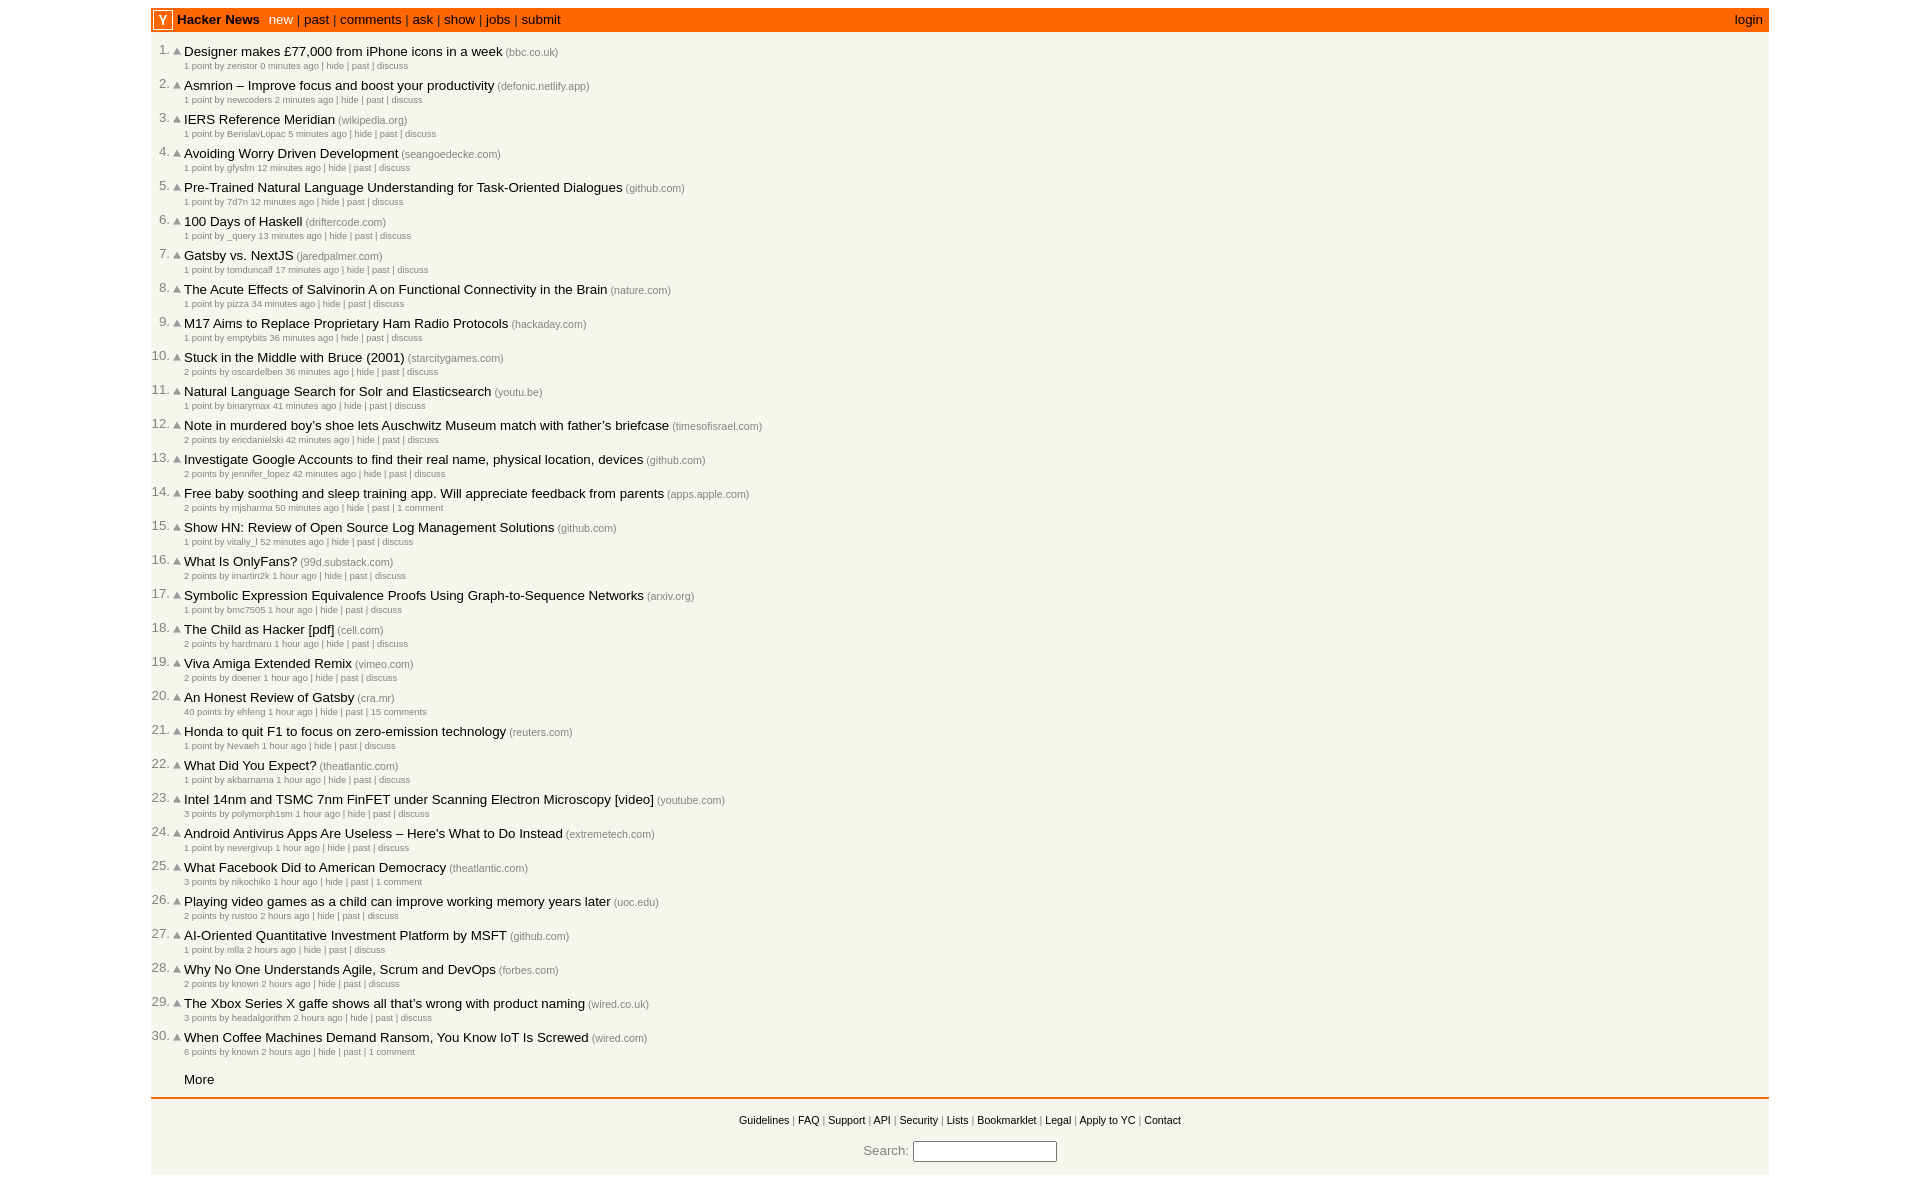 Y Hacker News new | past | comments | ask | show | jobs | submit login
1. Designer makes £77,000 from iPhone icons in a week (bbc.co.uk)
1 point by zeristor 0 minutes ago | hide | past | discuss
2. Asmrion – Improve focus and boost your productivity (defonic.netlify.app)
1 point by newcoders 2 minutes ago | hide | past | discuss
3. IERS Reference Meridian (wikipedia.org)
1 point by BerislavLopac 5 minutes ago | hide | past | discuss
4. Avoiding Worry Driven Development (seangoedecke.com)
1 point by gfysfm 12 minutes ago | hide | past | discuss
5. Pre-Trained Natural Language Understanding for Task-Oriented Dialogues (github.com)
1 point by 7d7n 12 minutes ago | hide | past | discuss
6. 100 Days of Haskell (driftercode.com)
1 point by _query 13 minutes ago | hide | past | discuss
7. Gatsby vs. NextJS (jaredpalmer.com)
1 point by tomduncalf 17 minutes ago | hide | past | discuss
8. The Acute Effects of Salvinorin A on Functional Connectivity in the Brain (nature.com)
1 point by pizza 34 minutes ago | hide | past | discuss
9. M17 Aims to Replace Proprietary Ham Radio Protocols (hackaday.com)
1 point by emptybits 36 minutes ago | hide | past | discuss
10. Stuck in the Middle with Bruce (2001) (starcitygames.com)
2 points by oscardelben 36 minutes ago | hide | past | discuss
11. Natural Language Search for Solr and Elasticsearch (youtu.be)
1 point by binarymax 41 minutes ago | hide | past | discuss
12. Note in murdered boy’s shoe lets Auschwitz Museum match with father’s briefcase (timesofisrael.com)
2 points by ericdanielski 42 minutes ago | hide | past | discuss
13. Investigate Google Accounts to find their real name, physical location, devices (github.com)
2 points by jennifer_lopez 42 minutes ago | hide | past | discuss
14. Free baby soothing and sleep training app. Will appreciate feedback from parents (apps.apple.com)
2 points by mjsharma 50 minutes ago | hide | past | 1 comment
15. Show HN: Review of Open Source Log Management Solutions (github.com)
1 point by vitaliy_l 52 minutes ago | hide | past | discuss
16. What Is OnlyFans? (99d.substack.com)
2 points by imartin2k 1 hour ago | hide | past | discuss
17. Symbolic Expression Equivalence Proofs Using Graph-to-Sequence Networks (arxiv.org)
1 point by bmc7505 1 hour ago | hide | past | discuss
18. The Child as Hacker [pdf] (cell.com)
2 points by hardmaru 1 hour ago | hide | past | discuss
19. Viva Amiga Extended Remix (vimeo.com)
2 points by doener 1 hour ago | hide | past | discuss
20. An Honest Review of Gatsby (cra.mr)
40 points by ehfeng 1 hour ago | hide | past | 15 comments
21. Honda to quit F1 to focus on zero-emission technology (reuters.com)
1 point by Nevaeh 1 hour ago | hide | past | discuss
22. What Did You Expect? (theatlantic.com)
1 point by akbarnama 1 hour ago | hide | past | discuss
23. Intel 14nm and TSMC 7nm FinFET under Scanning Electron Microscopy [video] (youtube.com)
3 points by polymorph1sm 1 hour ago | hide | past | discuss
24. Android Antivirus Apps Are Useless – Here’s What to Do Instead (extremetech.com)
1 point by nevergivup 1 hour ago | hide | past | discuss
25. What Facebook Did to American Democracy (theatlantic.com)
3 points by nikochiko 1 hour ago | hide | past | 1 comment
26. Playing video games as a child can improve working memory years later (uoc.edu)
2 points by rustoo 2 hours ago | hide | past | discuss
27. AI-Oriented Quantitative Investment Platform by MSFT (github.com)
1 point by mlla 2 hours ago | hide | past | discuss
28. Why No One Understands Agile, Scrum and DevOps (forbes.com)
2 points by known 2 hours ago | hide | past | discuss
29. The Xbox Series X gaffe shows all that’s wrong with product naming (wired.co.uk)
3 points by headalgorithm 2 hours ago | hide | past | discuss
30. When Coffee Machines Demand Ransom, You Know IoT Is Screwed (wired.com)
6 points by known 2 hours ago | hide | past | 1 comment
More
Guidelines | FAQ | Support | API | Security | Lists | Bookmarklet | Legal | Apply to YC | Contact
Search: